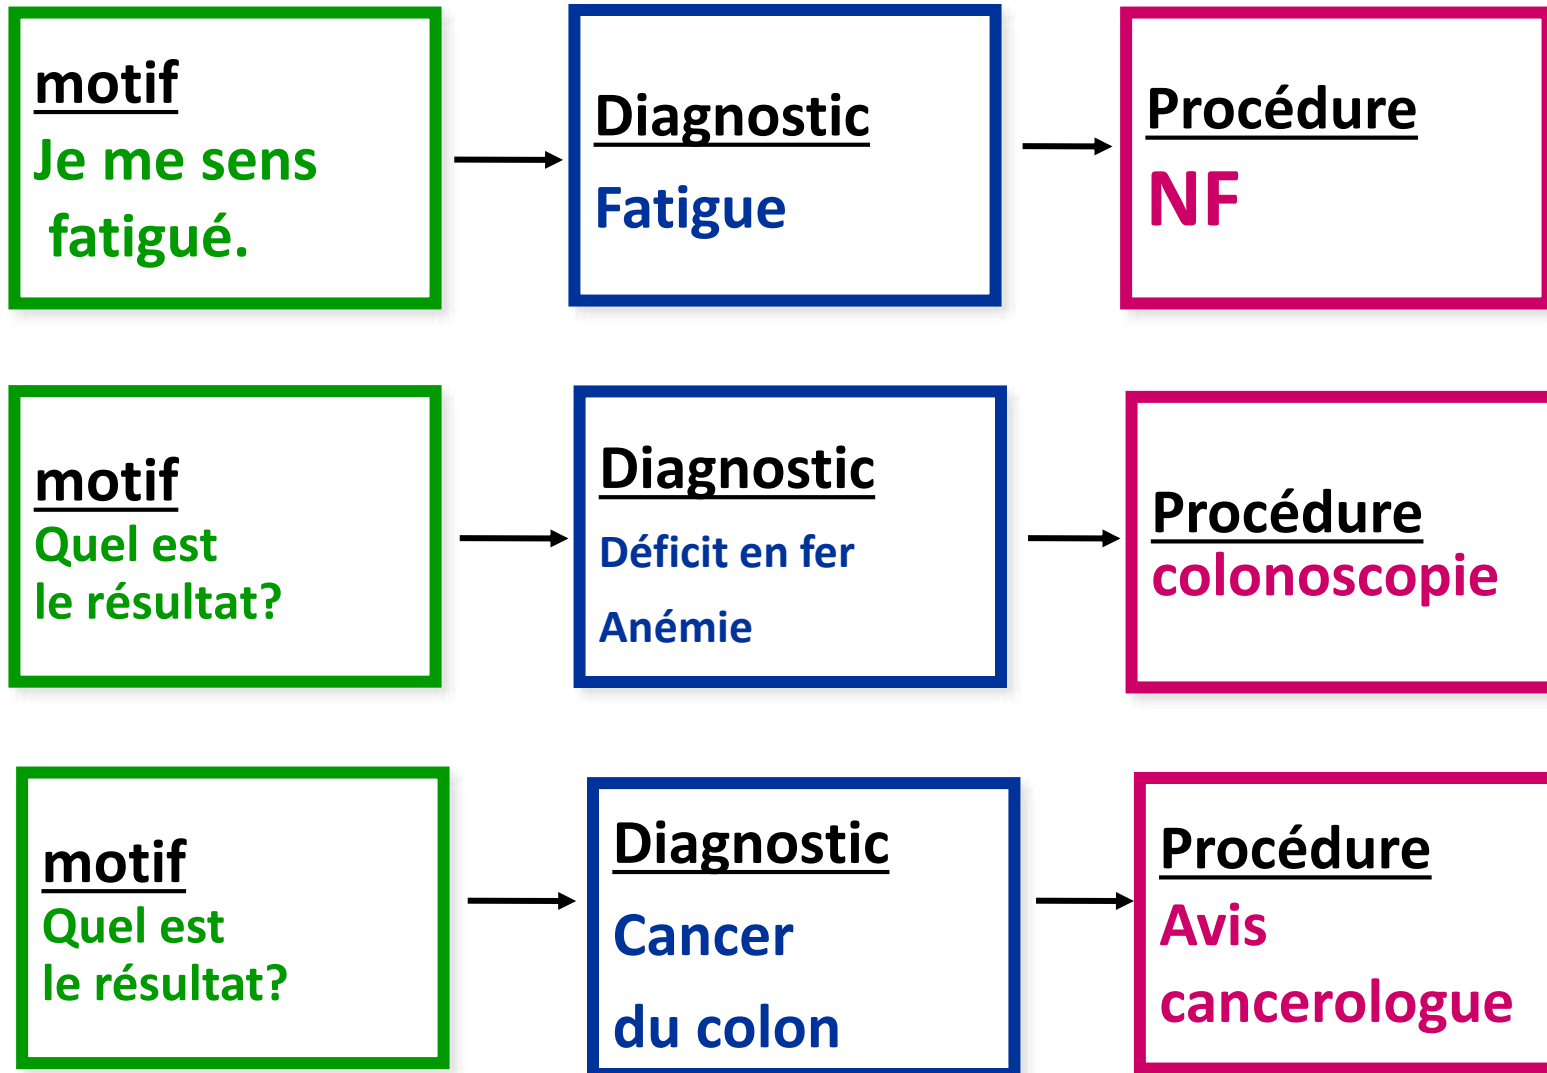 motif
Je me sens
fatigué.
Diagnostic
Fatigue
Procédure
NF
motif
Quel est
le résultat?
Diagnostic
Déficit en fer
Anémie
Procédure
colonoscopie
motif
Quel est
le résultat?
Diagnostic
Cancer
du colon
Procédure
Avis
cancerologue